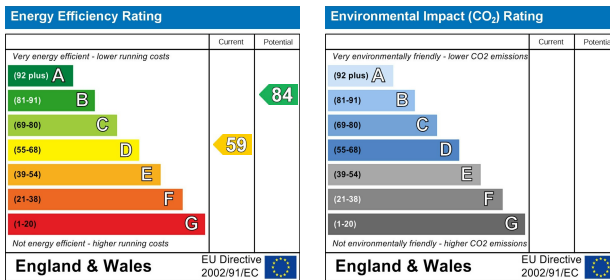 Energy Efficiency Rating
Current Potential
Very energy efficient - lower running costs
(92 plus) A
(81-91) B
84
(69-80) C
(55-68) D
59
(39-54) E
(21-38) F
(1-20) G
Not energy efficient - higher running costs
England & Wales
EU Directive
2002/91/EC
Environmental Impact (CO2) Rating
Current Potential
Very environmentally friendly - lower CO2 emissions
(92 plus) A
(81-91) B
(69-80) C
(55-68) D
(39-54) E
(21-38) F
(1-20) G
Not environmentally friendly - higher CO2 emissions
England & Wales
EU Directive
2002/91/EC